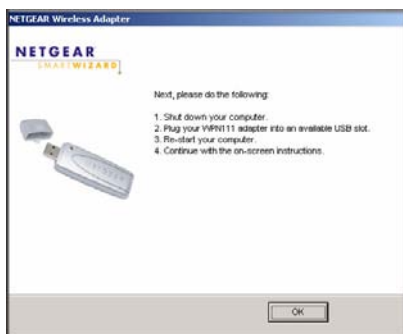 NETGEAR Wireless Adapter
NETGEAR
SMARTWIZARD
Next, please do the following:
1. Shut down your computer.
2. Plug your WPN111 adapter into an available USB slot.
3. Re-start your computer.
4. Continue with the on-screen instructions.
NETGEAR
OK